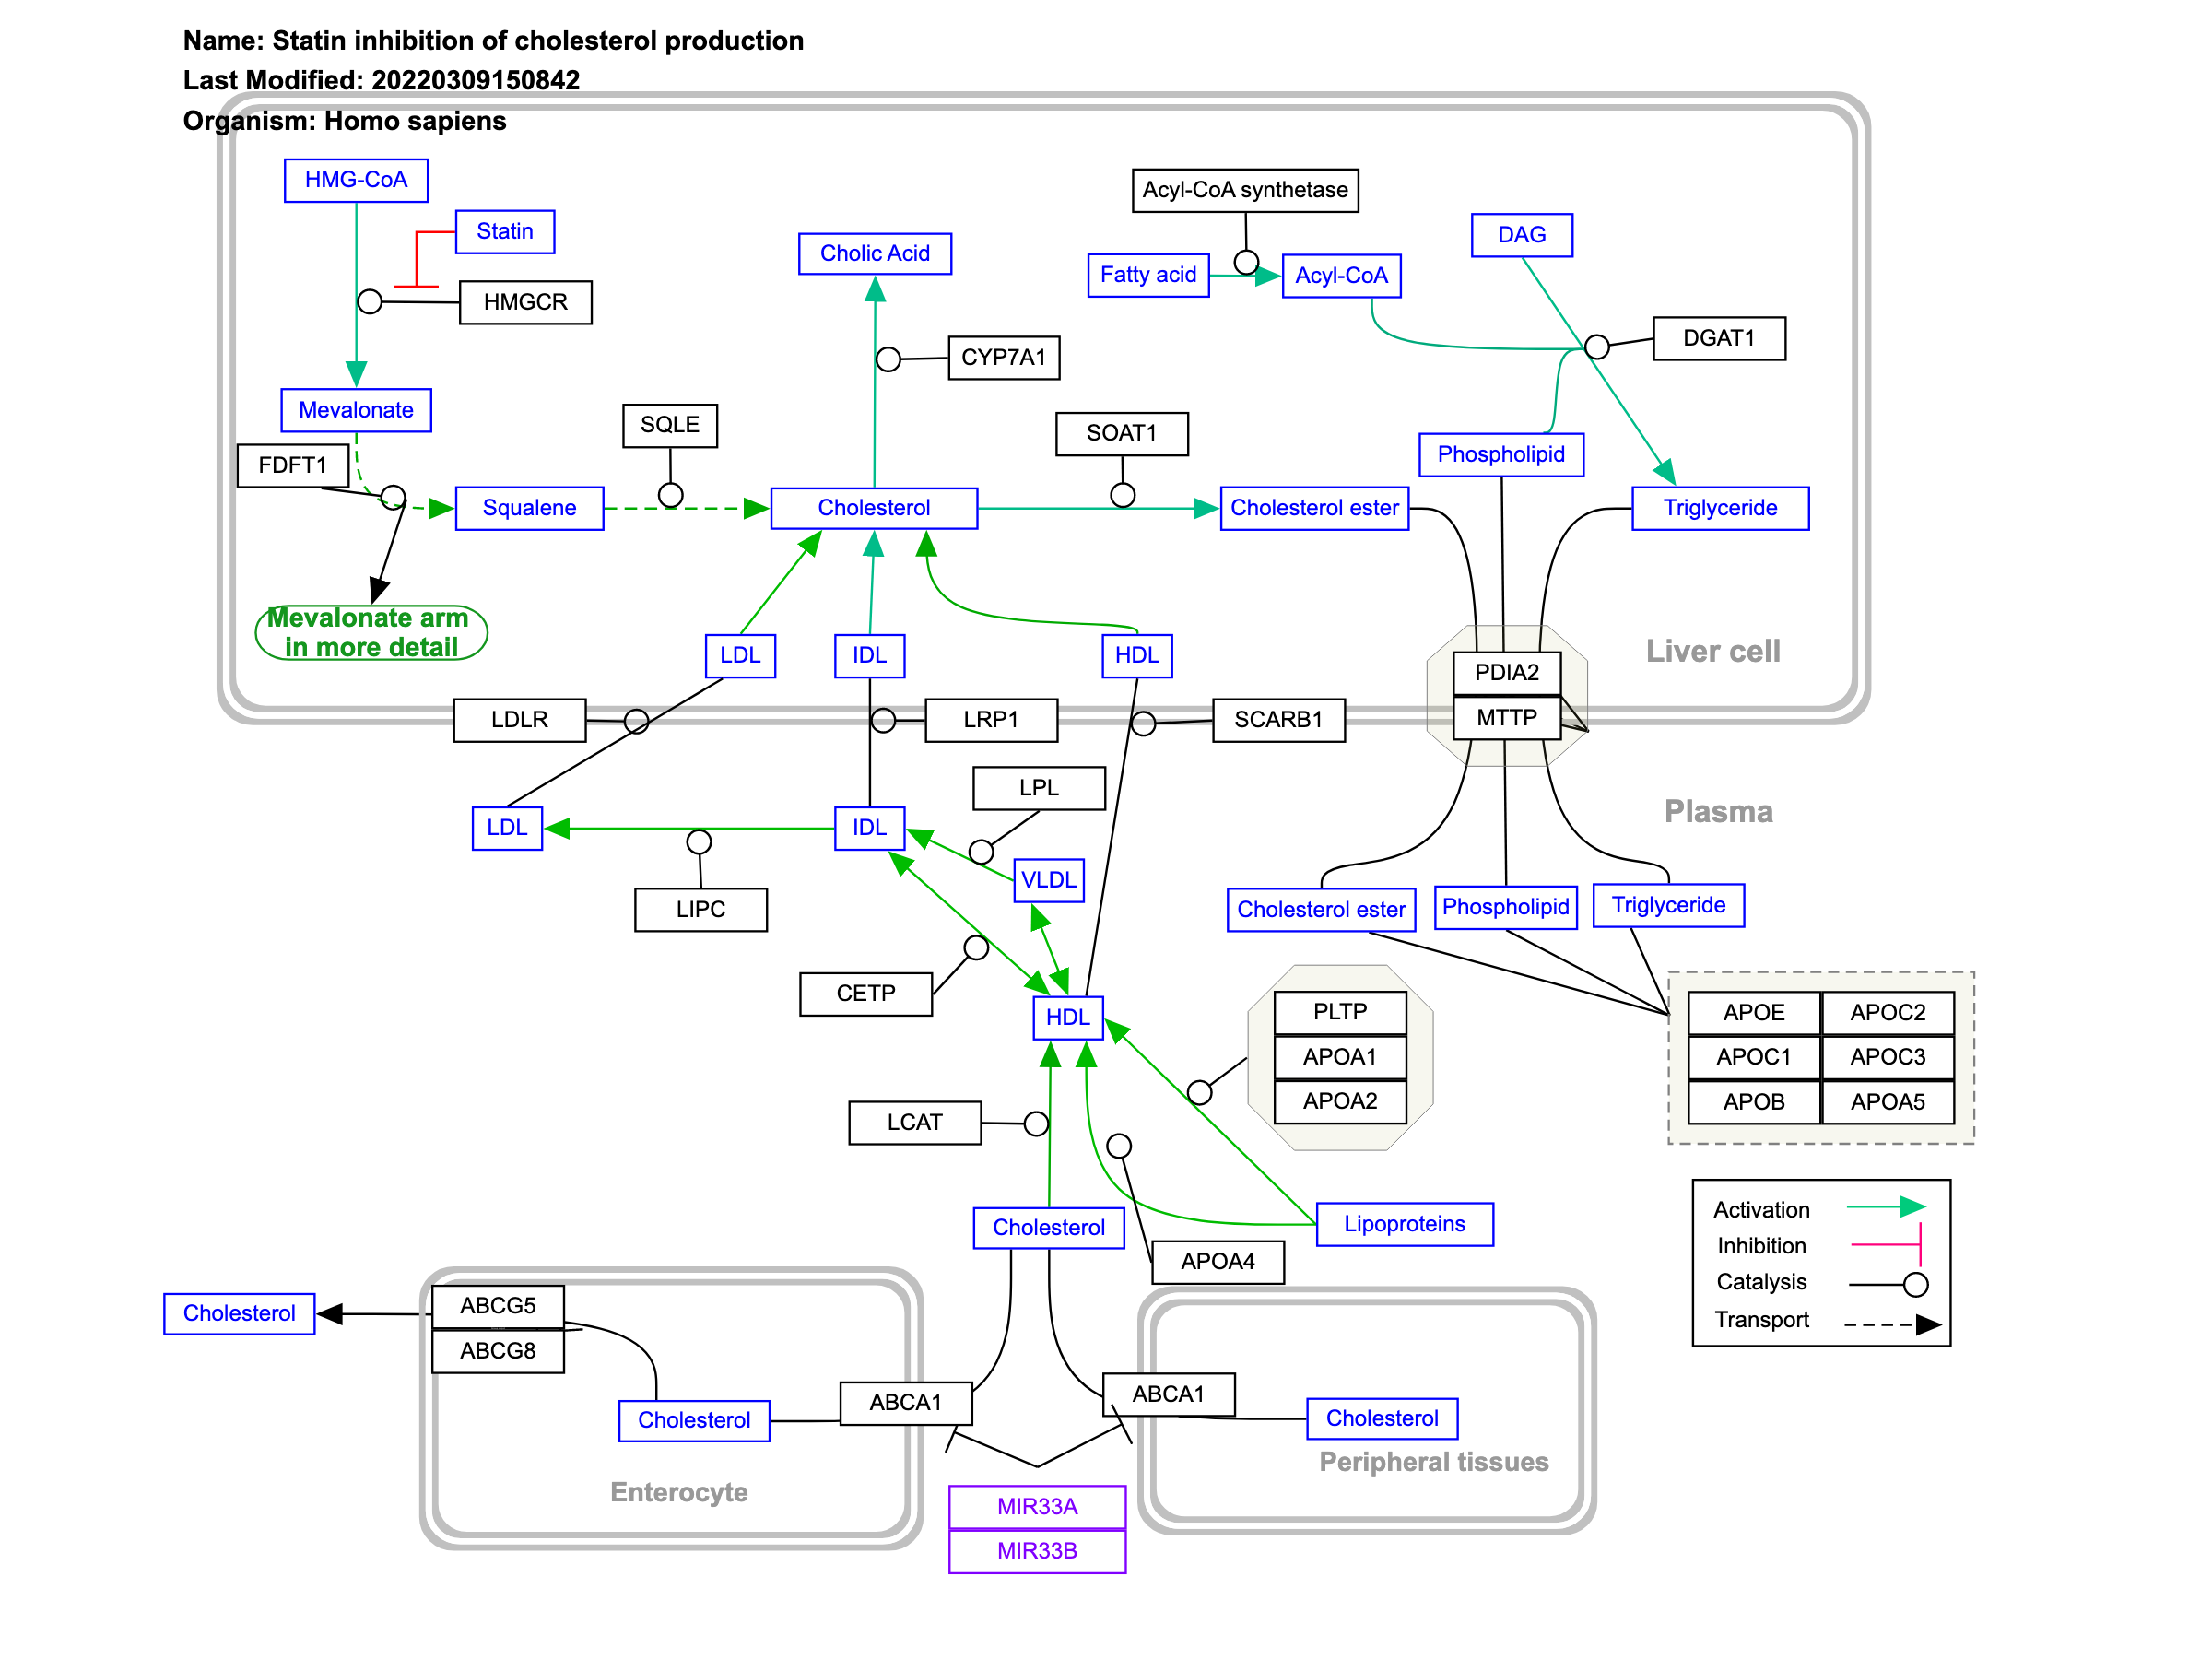 Name: Statin inhibition of cholesterol production
Last Modified: 20220309150842
Organism: Homo sapiens
HMG-CoA
Statin
HMGCR
Mevalonate
FDFT1
Squalene
SQLE
Mevalonate arm
in more detail
Cholic Acid
CYP7A1
Cholesterol
SOAT1
Cholesterol ester
Acyl-CoA synthetase
Fatty acid
Acyl-CoA
DAG
DGAT1
Phospholipid
Triglyceride
LDL
IDL
HDL
PDIA2
MTTP
Liver cell
LDLR
LRP1
SCARB1
Plasma
LPL
LDL
IDL
VLDL
LIPC
CETP
HDL
Cholesterol ester
Phospholipid
Triglyceride
PLTP
APOA1
APOA2
APOE
APOC2
APOC1
APOC3
APOB
APOA5
LCAT
Cholesterol
Lipoproteins
APOA4
Activation
Inhibition
Catalysis
Transport
Cholesterol
ABCG5
ABCG8
Cholesterol
ABCA1
Enterocyte
ABCA1
Cholesterol
Peripheral tissues
MIR33A
MIR33B